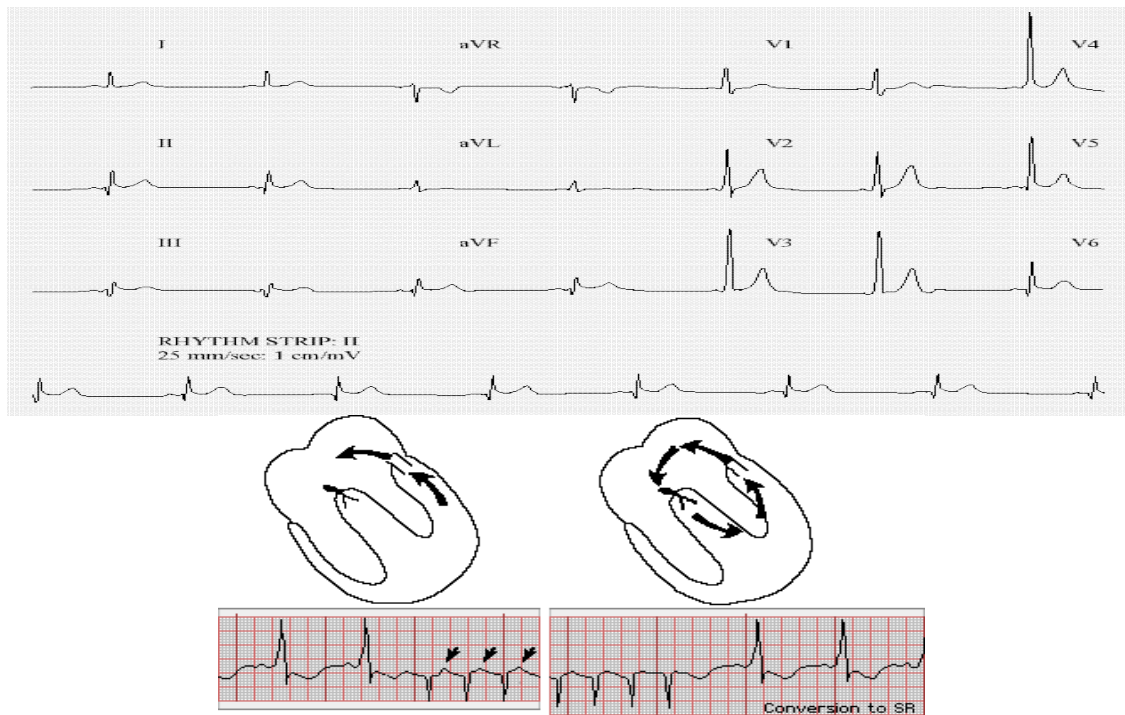 I aVR V1 V4
II aVL V2 V5
III aVF V3 V6
RHYTHM STRIP: II
25 mm/sec: 1 cm/mV
Conversion to SR